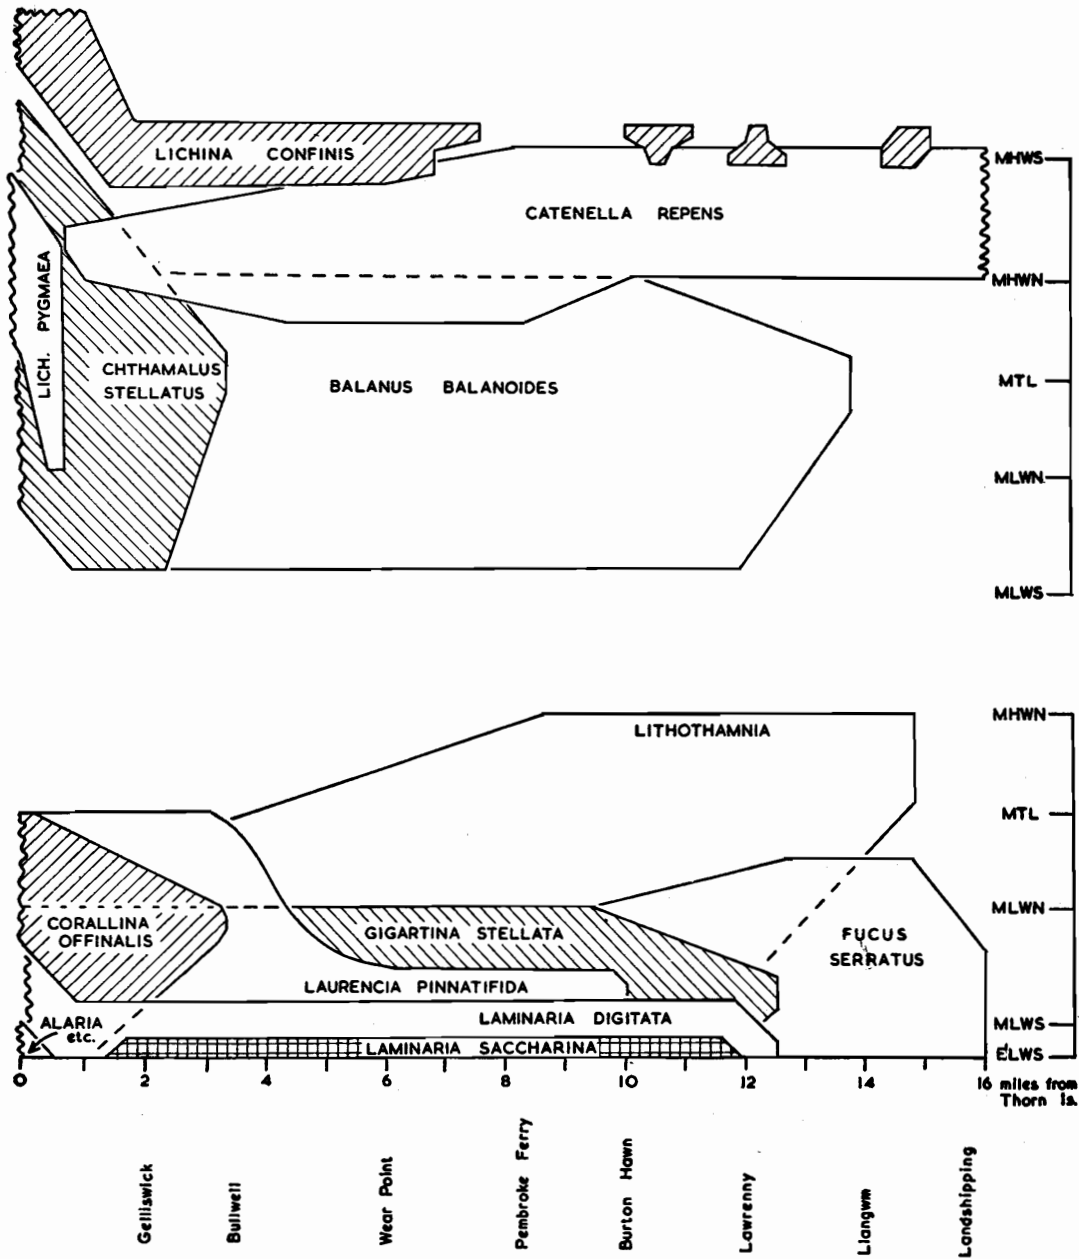 LICHINA CONFINIS
MHWS
CATENELLA REPENS
MHWN
LICH. PYGMAEA
CHTHAMALUS
STELLATUS
BALANUS BALANOIDES
MTL
MLWN
MLWS
MHWN
LITHOTHAMNIA
MTL
MLWN
CORALLINA
OFFINALIS
GIGARTINA STELLATA
FUCUS
SERRATUS
LAURENCIA PINNATIFIDA
ALARIA
etc.
LAMINARIA DIGITATA
MLWS
LAMINARIA SACCHARINA
ELWS
0 2 4 6 8 10 12 14 16 miles from
Thorn Is.
Gelliswick
Bullwell
Wear Point
Pembroke Ferry
Burton Hawn
Lawrenny
Llangwm
Landshipping